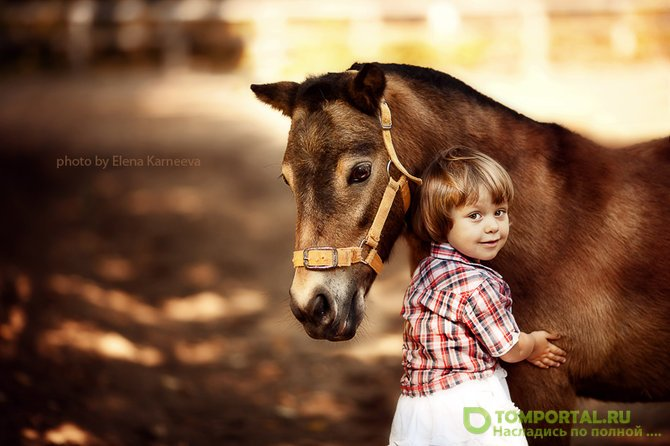 photo by Elena Karneeva
TOMPORTAL.RU
Насладись по полной ....